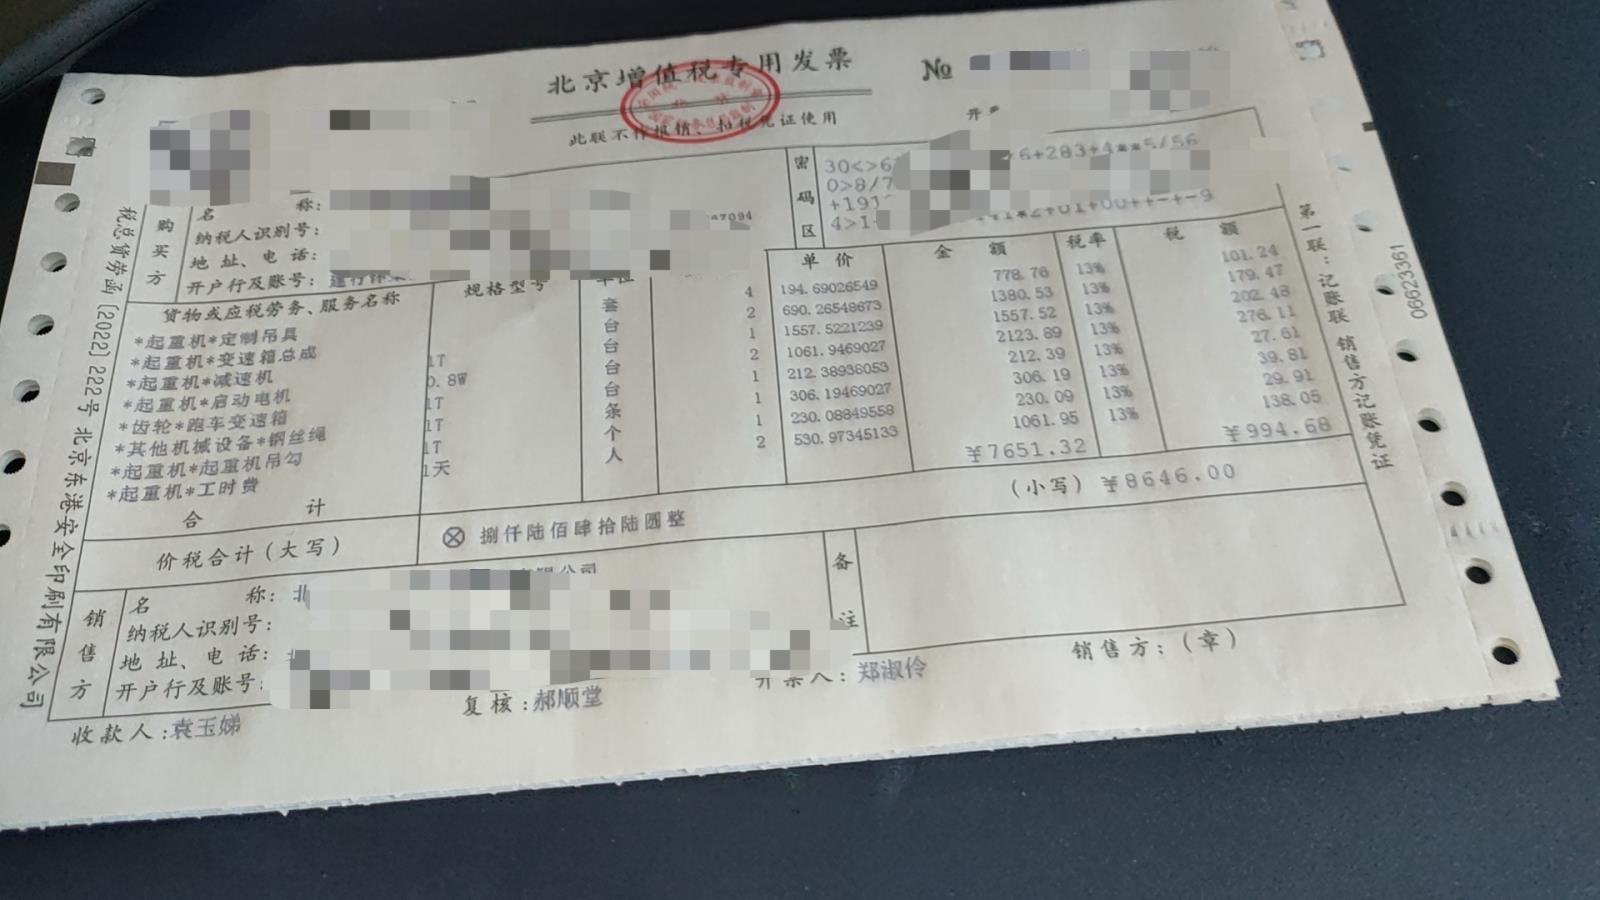 北京增值税专用发票
№
此联不作报销、扣税凭证使用
开
购买方
名 称:
纳税人识别号:
地 址、电 话:
开户行及账号:
密码区
30<>6
6+283+4**5/56
0>8/7
+191
4>1
*2+01+00++-+-9
货物或应税劳务、服务名称 规格型号 单位 单 价 金 额 税率 税 额
*起重机*定制吊具 套 4 194.69026549 778.76 13% 101.24
*起重机*变速箱总成 1T 台 2 690.26548673 1380.53 13% 179.47
*起重机*减速机 0.8W 台 1 1557.5221239 1557.52 13% 202.48
*起重机*启动电机 1T 台 2 1061.9469027 2123.89 13% 276.11
*齿轮*跑车变速箱 1T 台 1 212.38938053 212.39 13% 27.61
*其他机械设备*钢丝绳 1T 条 1 306.19469027 306.19 13% 39.81
*起重机*起重机吊勾 个 1 230.08849558 230.09 13% 29.91
*起重机*工时费 1天 人 2 530.97345133 1061.95 13% 138.05
合 计 ¥7651.32 ¥994.68
价税合计(大写) ⊗ 捌仟陆佰肆拾陆圆整 (小写) ¥8646.00
销售方
名 称: 北
纳税人识别号:
地 址、电 话:
开户行及账号:
备注
收款人:袁玉娣 复核:郝顺堂 开票人:郑淑伶 销售方:(章)
税总货劳函〔2022〕222号 北京东港安全印刷有限公司
第一联:记账联 销售方记账凭证
06623361